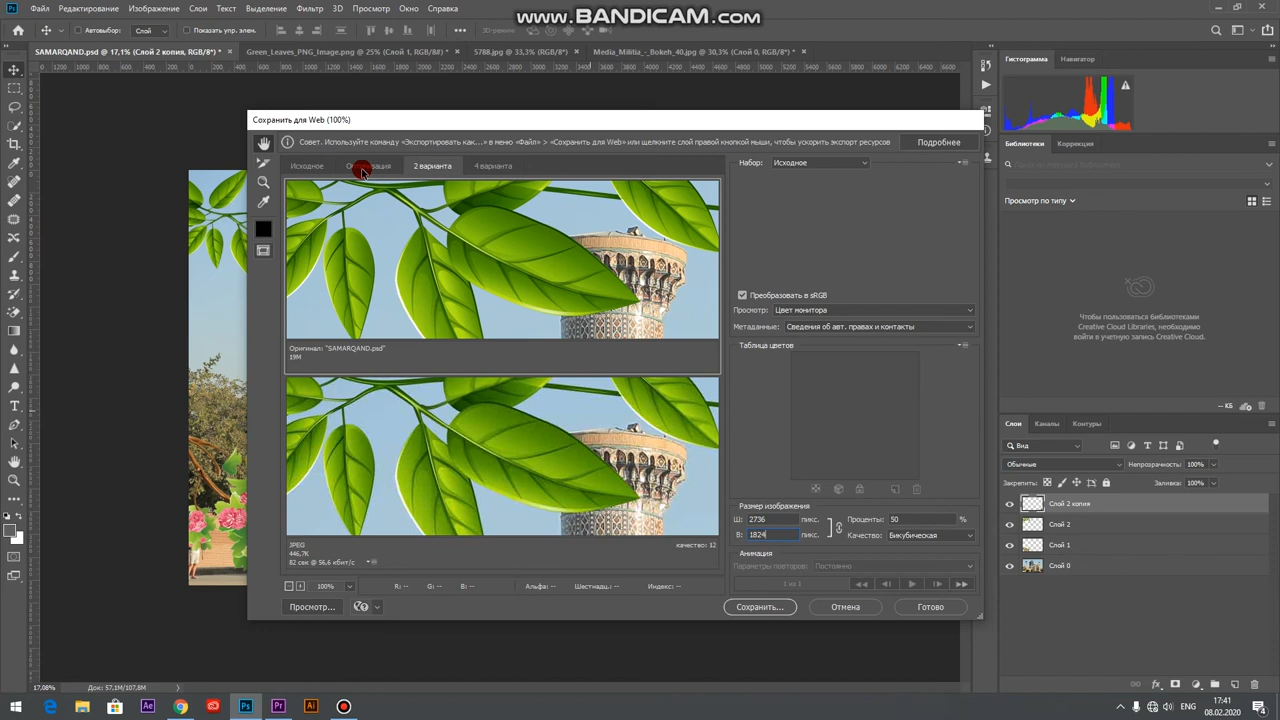 www.BANDICAM.com
Ps Файл Редактирование Изображение Слои Текст Выделение Фильтр 3D Просмотр Окно Справка
Автовыбор: Слой Показать упр. элем. 3D-режим:
SAMARQAND.psd @ 17,1% (Слой 2 копия, RGB/8*) * × Green_Leaves_PNG_Image.png @ 25% (Слой 1, RGB/8#) * × 5788.jpg @ 33,3% (RGB/8*) × Media_Militia_-_Bokeh_40.jpg @ 30,3% (Слой 0, RGB/8#) * ×
Гистограмма Навигатор
Сохранить для Web (100%)
Совет. Используйте команду «Экспортировать как...» в меню «Файл» > «Сохранить для Web» или щелкните слой правой кнопкой мыши, чтобы ускорить экспорт ресурсов
Подробнее
Исходное 2 варианта 4 варианта
Набор: Исходное
Библиотеки Коррекция
Просмотр по типу
Преобразовать в sRGB
Просмотр: Цвет монитора
Метаданные: Сведения об авт. правах и контакты
Таблица цветов
Чтобы пользоваться
библиотеками
Creative Cloud Libraries, необходимо
войти в учетную запись Creative Cloud.
Оригинал: "SAMARQAND.psd"
19M
-- КБ
Слои Каналы Контуры
Вид
Обычные Непрозрачность: 100%
Закрепить: Заливка: 100%
Слой 2 копия
Слой 2
Слой 1
Слой 0
Размер изображения
Ш: 2736 пикс. Проценты: 50 %
В: 1824 пикс. Качество: Бикубическая
JPEG качество: 12
446,7K
82 сек @ 56,6 кбит/с
Анимация
Параметры повторов: Постоянно
1 из 1
100% R: -- G: -- B: -- Альфа: -- Шестнадц.: -- Индекс: --
Просмотр... Сохранить... Отмена Готово
17,08% Док: 57,1M/107,8M
Ae Ps Pr Ai
ENG
17:41
08.02.2020
4